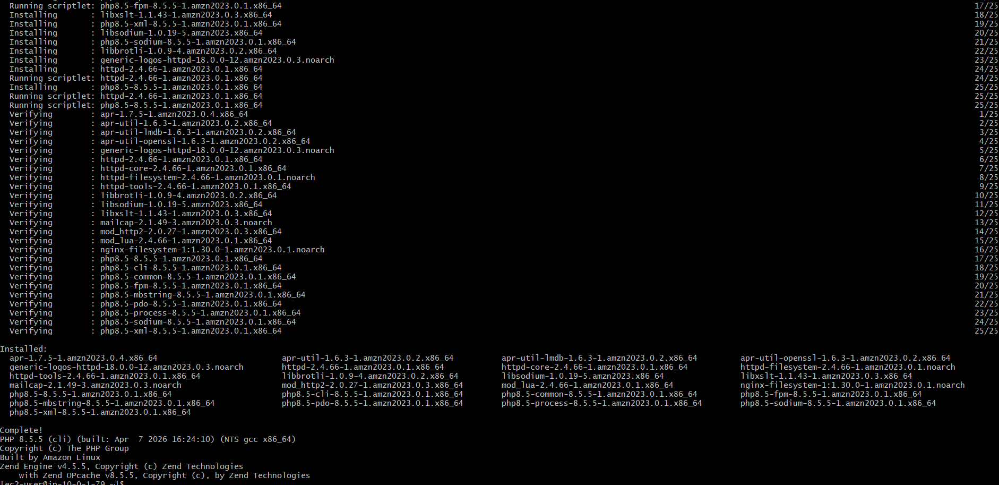 Running scriptlet: php8.5-fpm-8.5.5-1.amzn2023.0.1.x86_64 17/25
Installing : libxslt-1.1.43-1.amzn2023.0.3.x86_64 18/25
Installing : php8.5-xml-8.5.5-1.amzn2023.0.1.x86_64 19/25
Installing : libsodium-1.0.19-5.amzn2023.x86_64 20/25
Installing : php8.5-sodium-8.5.5-1.amzn2023.0.1.x86_64 21/25
Installing : libbrotli-1.0.9-4.amzn2023.0.2.x86_64 22/25
Installing : generic-logos-httpd-18.0.0-12.amzn2023.0.3.noarch 23/25
Installing : httpd-2.4.66-1.amzn2023.0.1.x86_64 24/25
Running scriptlet: httpd-2.4.66-1.amzn2023.0.1.x86_64 24/25
Installing : php8.5-8.5.5-1.amzn2023.0.1.x86_64 25/25
Running scriptlet: httpd-2.4.66-1.amzn2023.0.1.x86_64 25/25
Running scriptlet: php8.5-8.5.5-1.amzn2023.0.1.x86_64 25/25
Verifying : apr-1.7.5-1.amzn2023.0.4.x86_64 1/25
Verifying : apr-util-1.6.3-1.amzn2023.0.2.x86_64 2/25
Verifying : apr-util-lmdb-1.6.3-1.amzn2023.0.2.x86_64 3/25
Verifying : apr-util-openssl-1.6.3-1.amzn2023.0.2.x86_64 4/25
Verifying : generic-logos-httpd-18.0.0-12.amzn2023.0.3.noarch 5/25
Verifying : httpd-2.4.66-1.amzn2023.0.1.x86_64 6/25
Verifying : httpd-core-2.4.66-1.amzn2023.0.1.x86_64 7/25
Verifying : httpd-filesystem-2.4.66-1.amzn2023.0.1.noarch 8/25
Verifying : httpd-tools-2.4.66-1.amzn2023.0.1.x86_64 9/25
Verifying : libbrotli-1.0.9-4.amzn2023.0.2.x86_64 10/25
Verifying : libsodium-1.0.19-5.amzn2023.x86_64 11/25
Verifying : libxslt-1.1.43-1.amzn2023.0.3.x86_64 12/25
Verifying : mailcap-2.1.49-3.amzn2023.0.3.noarch 13/25
Verifying : mod_http2-2.0.27-1.amzn2023.0.3.x86_64 14/25
Verifying : mod_lua-2.4.66-1.amzn2023.0.1.x86_64 15/25
Verifying : nginx-filesystem-1:1.30.0-1.amzn2023.0.1.noarch 16/25
Verifying : php8.5-8.5.5-1.amzn2023.0.1.x86_64 17/25
Verifying : php8.5-cli-8.5.5-1.amzn2023.0.1.x86_64 18/25
Verifying : php8.5-common-8.5.5-1.amzn2023.0.1.x86_64 19/25
Verifying : php8.5-fpm-8.5.5-1.amzn2023.0.1.x86_64 20/25
Verifying : php8.5-mbstring-8.5.5-1.amzn2023.0.1.x86_64 21/25
Verifying : php8.5-pdo-8.5.5-1.amzn2023.0.1.x86_64 22/25
Verifying : php8.5-process-8.5.5-1.amzn2023.0.1.x86_64 23/25
Verifying : php8.5-sodium-8.5.5-1.amzn2023.0.1.x86_64 24/25
Verifying : php8.5-xml-8.5.5-1.amzn2023.0.1.x86_64 25/25
Installed:
apr-1.7.5-1.amzn2023.0.4.x86_64 apr-util-1.6.3-1.amzn2023.0.2.x86_64 apr-util-lmdb-1.6.3-1.amzn2023.0.2.x86_64 apr-util-openssl-1.6.3-1.amzn2023.0.2.x86_64
generic-logos-httpd-18.0.0-12.amzn2023.0.3.noarch httpd-2.4.66-1.amzn2023.0.1.x86_64 httpd-core-2.4.66-1.amzn2023.0.1.x86_64 httpd-filesystem-2.4.66-1.amzn2023.0.1.noarch
httpd-tools-2.4.66-1.amzn2023.0.1.x86_64 libbrotli-1.0.9-4.amzn2023.0.2.x86_64 libsodium-1.0.19-5.amzn2023.x86_64 libxslt-1.1.43-1.amzn2023.0.3.x86_64
mailcap-2.1.49-3.amzn2023.0.3.noarch mod_http2-2.0.27-1.amzn2023.0.3.x86_64 mod_lua-2.4.66-1.amzn2023.0.1.x86_64 nginx-filesystem-1:1.30.0-1.amzn2023.0.1.noarch
php8.5-8.5.5-1.amzn2023.0.1.x86_64 php8.5-cli-8.5.5-1.amzn2023.0.1.x86_64 php8.5-common-8.5.5-1.amzn2023.0.1.x86_64 php8.5-fpm-8.5.5-1.amzn2023.0.1.x86_64
php8.5-mbstring-8.5.5-1.amzn2023.0.1.x86_64 php8.5-pdo-8.5.5-1.amzn2023.0.1.x86_64 php8.5-process-8.5.5-1.amzn2023.0.1.x86_64 php8.5-sodium-8.5.5-1.amzn2023.0.1.x86_64
php8.5-xml-8.5.5-1.amzn2023.0.1.x86_64
Complete!
PHP 8.5.5 (cli) (built: Apr  7 2026 16:24:10) (NTS gcc x86_64)
Copyright (c) The PHP Group
Built by Amazon Linux
Zend Engine v4.5.5, Copyright (c) Zend Technologies
with Zend OPcache v8.5.5, Copyright (c), by Zend Technologies
[ec2-user@ip-10-0-1-79 ~]$